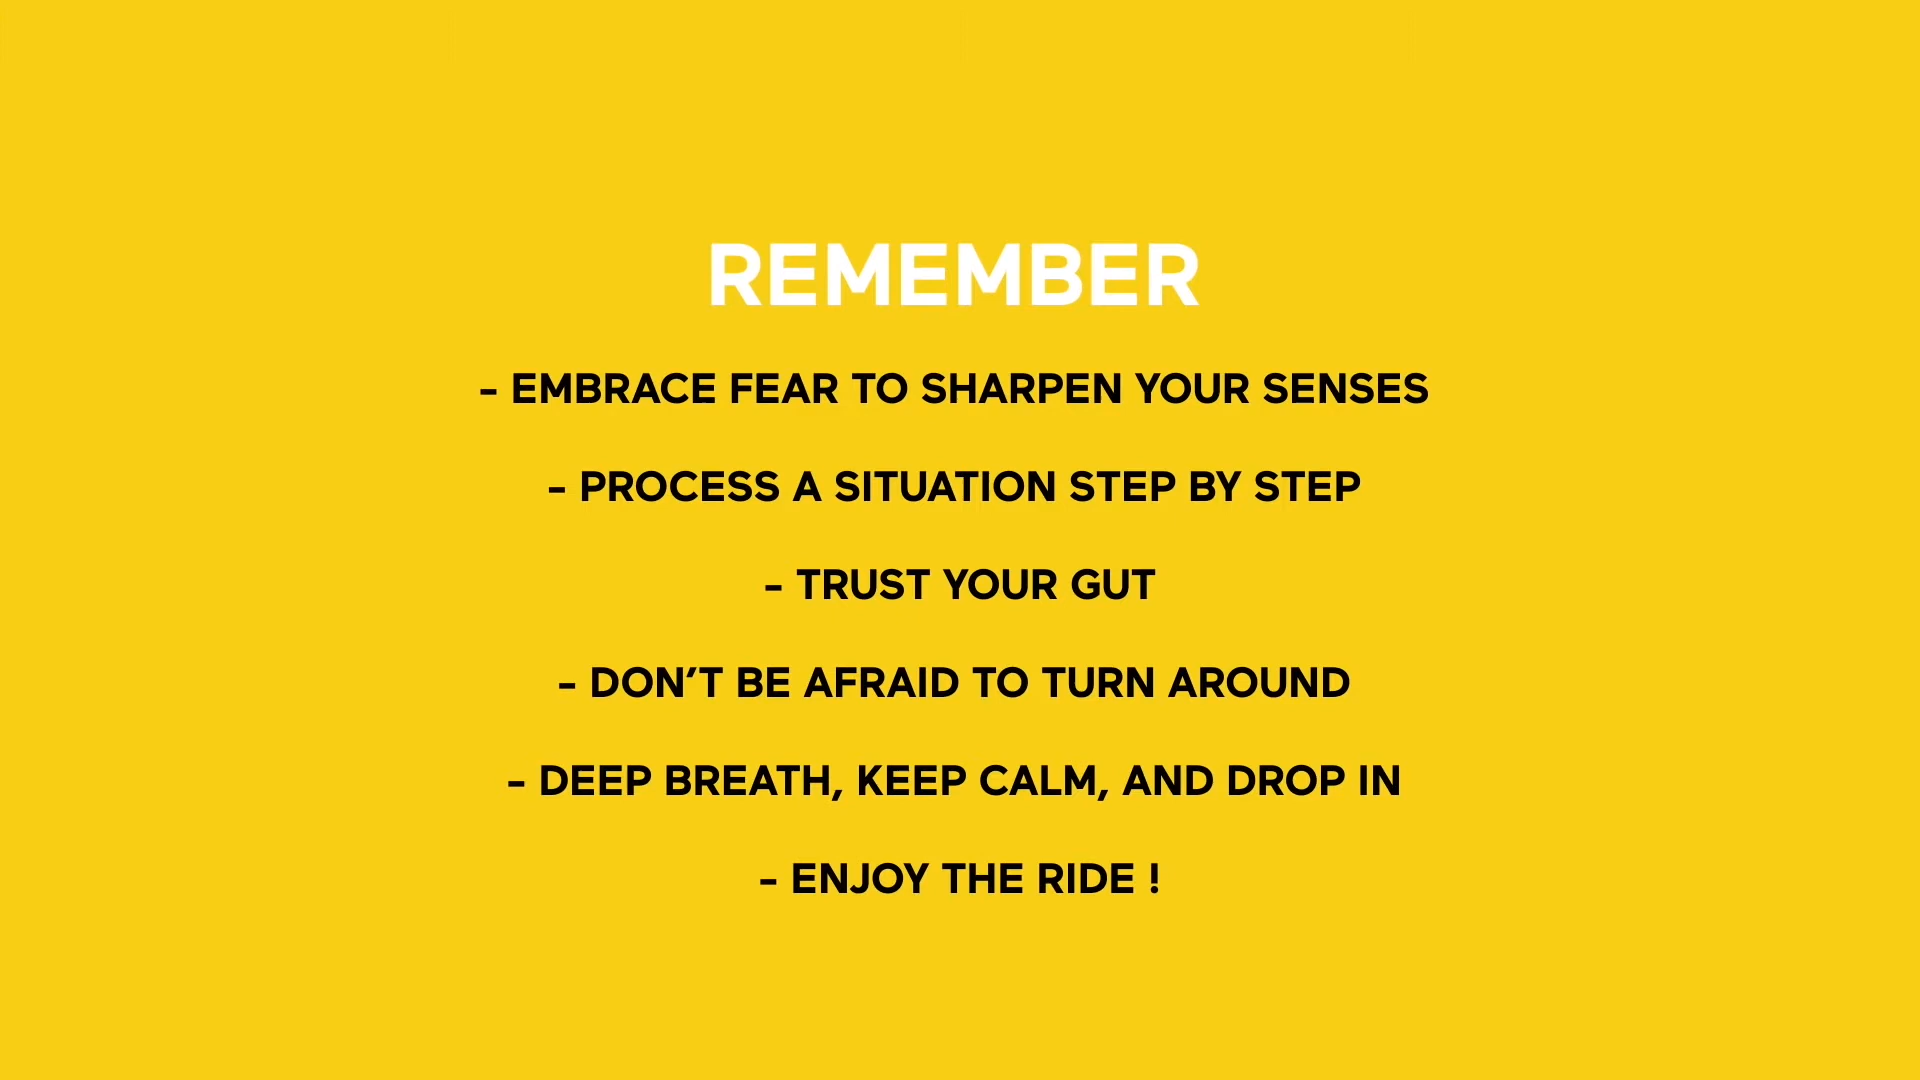 REMEMBER
- EMBRACE FEAR TO SHARPEN YOUR SENSES
- PROCESS A SITUATION STEP BY STEP
- TRUST YOUR GUT
- DON’T BE AFRAID TO TURN AROUND
- DEEP BREATH, KEEP CALM, AND DROP IN
- ENJOY THE RIDE !